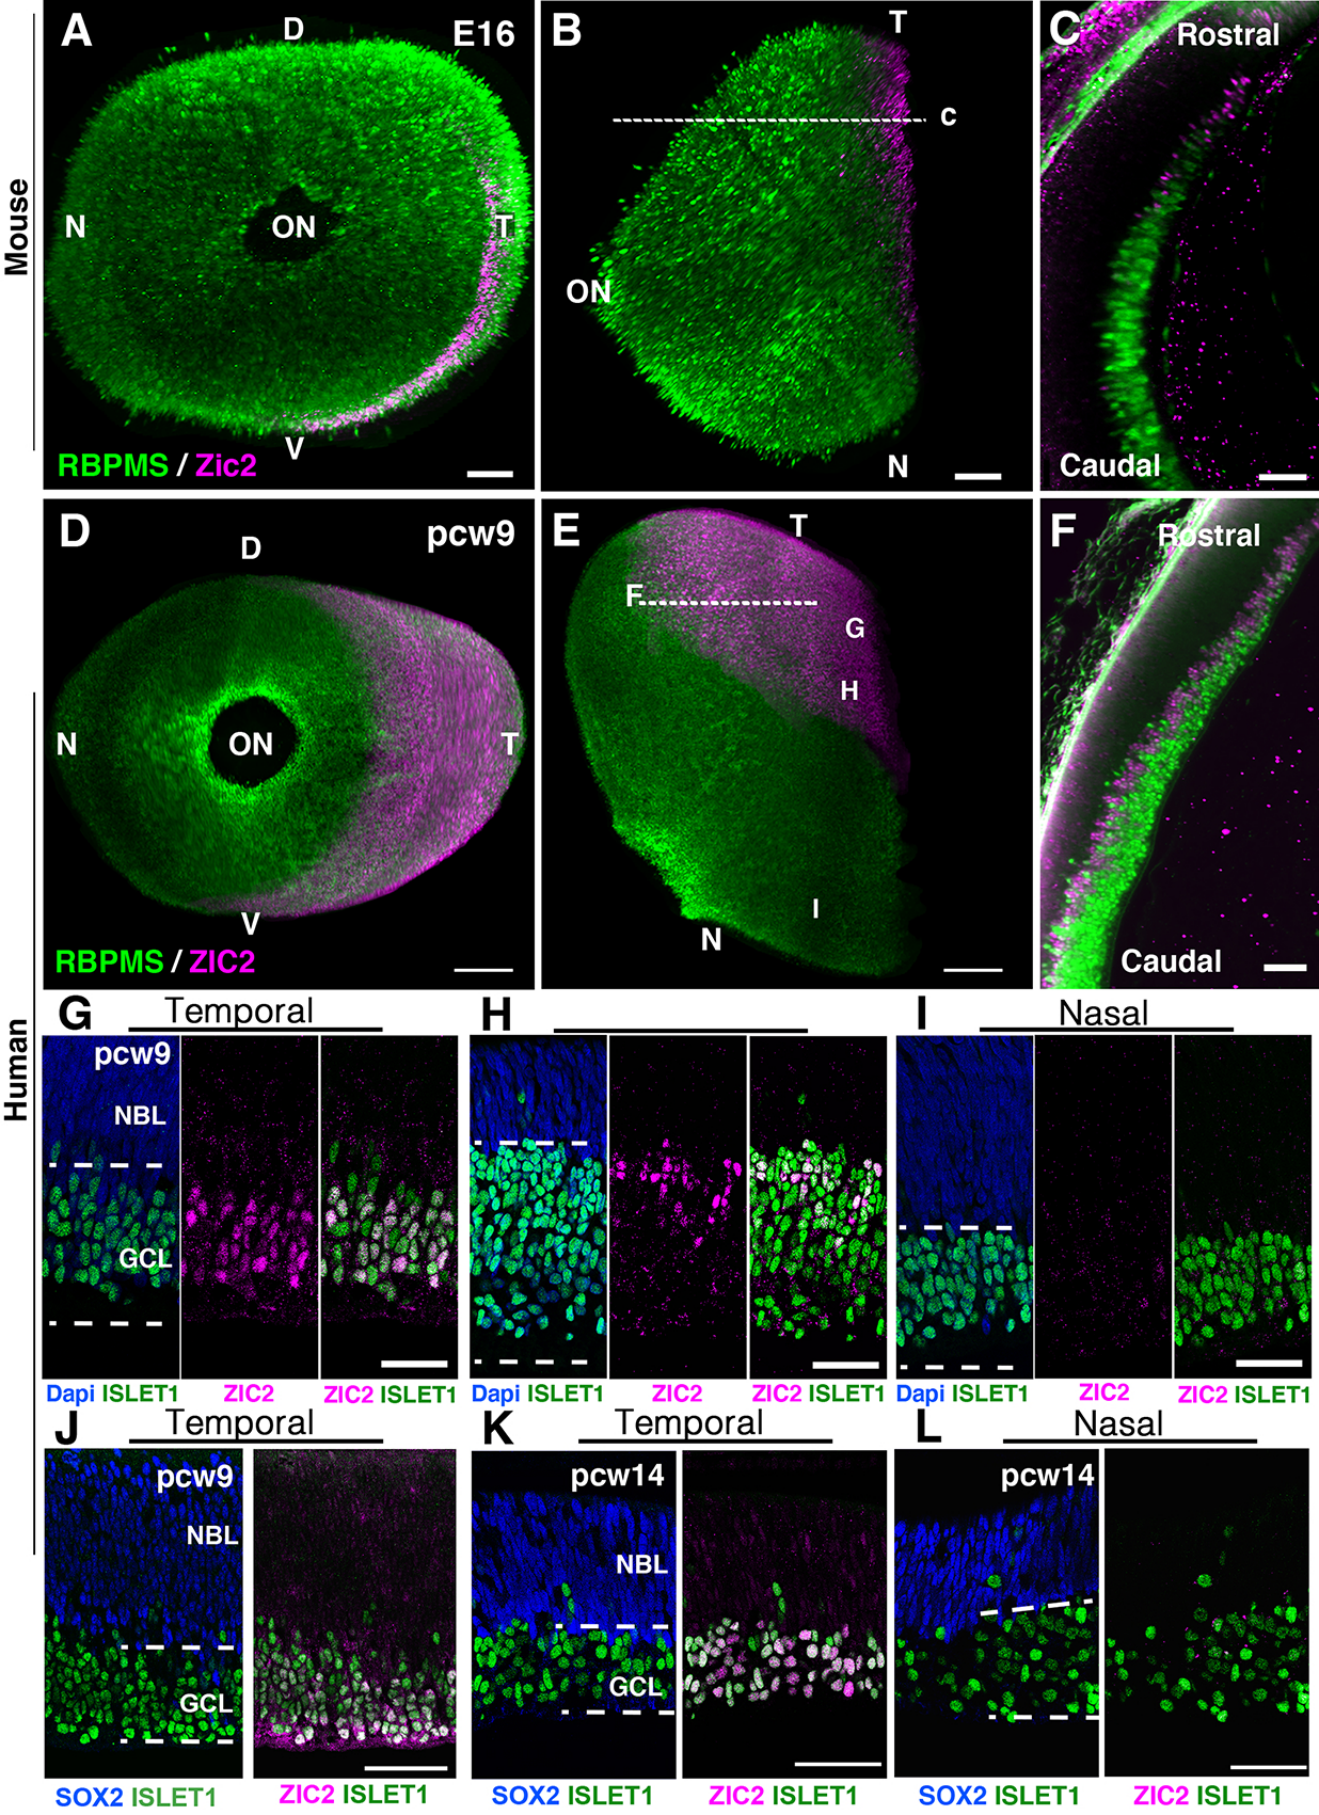 Mouse
A
D
E16
N
ON
T
V
RBPMS / Zic2
B
T
c
ON
N
C
Rostral
Caudal
D
D
pcw9
N
ON
T
V
RBPMS / ZIC2
E
T
F
G
H
I
N
F
Rostral
Caudal
Human
G
Temporal
pcw9
NBL
GCL
Dapi ISLET1
ZIC2
ZIC2 ISLET1
H
Dapi ISLET1
ZIC2
ZIC2 ISLET1
I
Nasal
Dapi ISLET1
ZIC2
ZIC2 ISLET1
J
Temporal
pcw9
NBL
GCL
SOX2 ISLET1
ZIC2 ISLET1
K
Temporal
pcw14
NBL
GCL
SOX2 ISLET1
ZIC2 ISLET1
L
Nasal
pcw14
SOX2 ISLET1
ZIC2 ISLET1